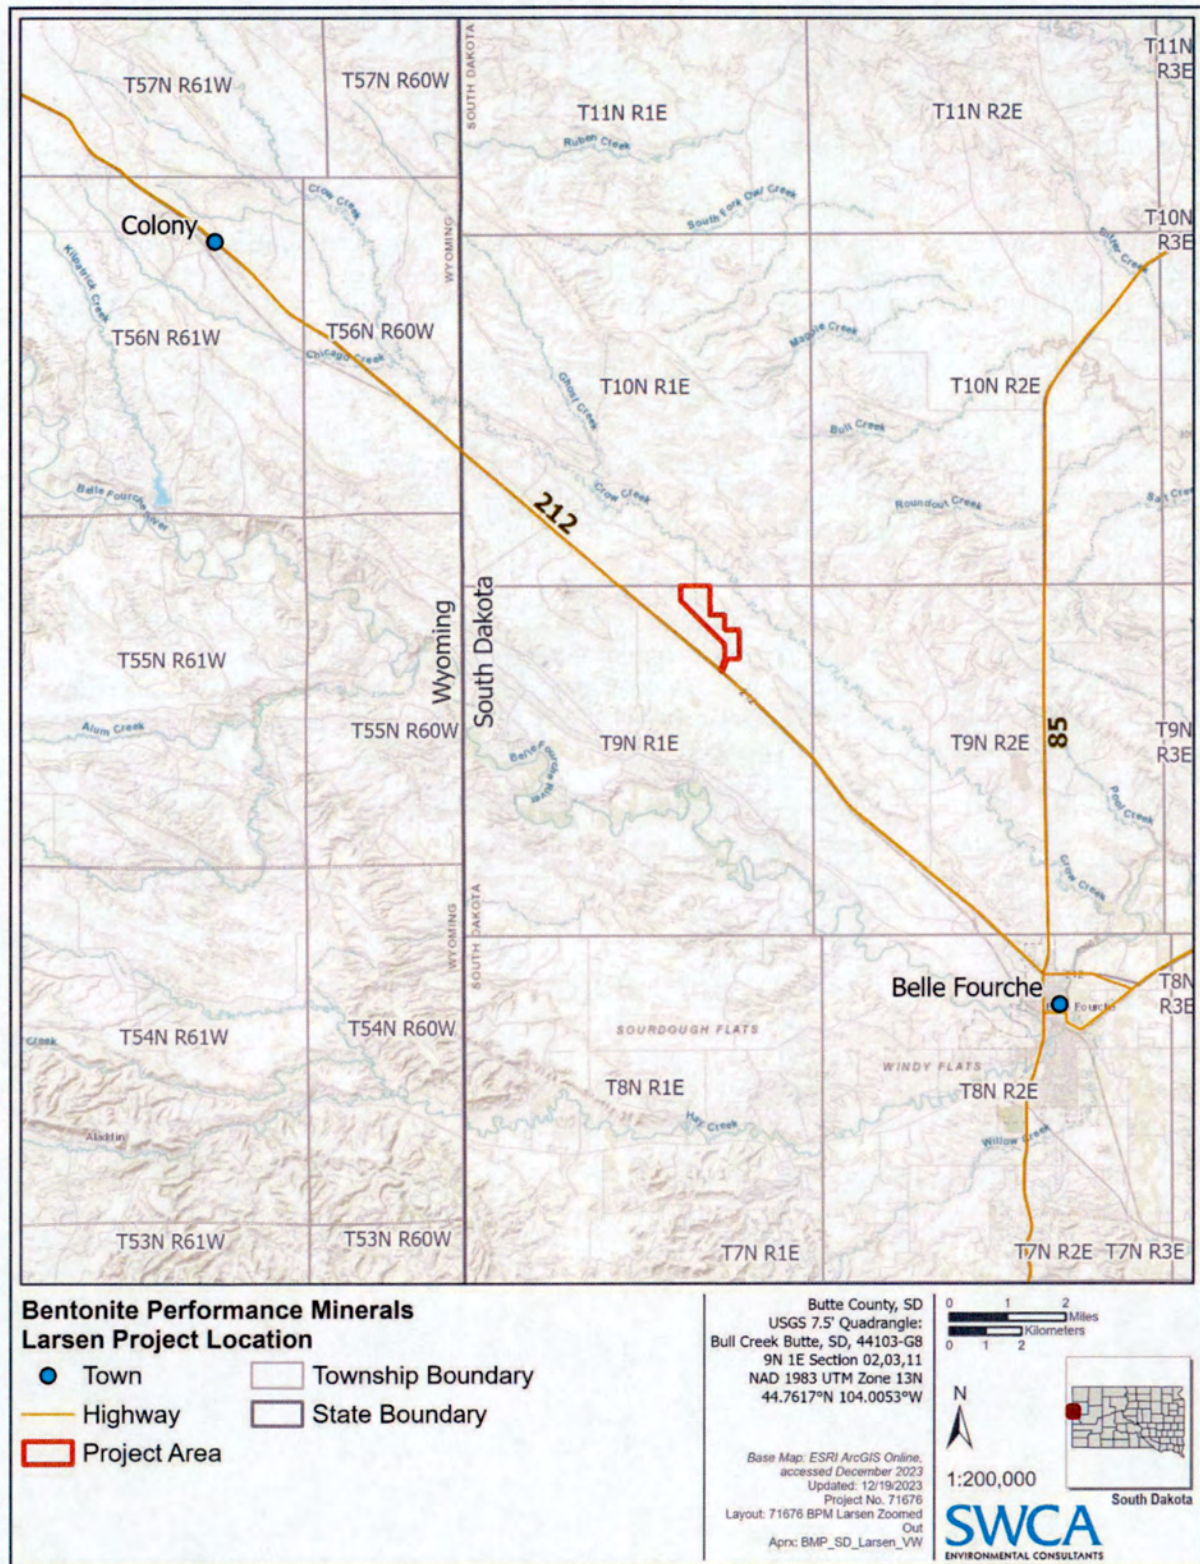 T57N R61W
T57N R60W
SOUTH DAKOTA
T11N R1E
T11N R2E
T11N
R3E
Ruben Creek
Crow Creek
South Fork Owl Creek
Colony
WYOMING
T10N
R3E
Kilpatrick Creek
T56N R61W
T56N R60W
Chicago Creek
Maple Creek
Ghost Creek
T10N R1E
T10N R2E
Bull Creek
Belle Fourche River
212
Crow Creek
Roundout Creek
Wyoming
South Dakota
T55N R61W
Alum Creek
T55N R60W
Belle Fourche River
T9N R1E
T9N R2E
85
T9N
R3E
Pool Creek
Crow Creek
WYOMING
SOUTH DAKOTA
Belle Fourche
T8N
R3E
T54N R61W
T54N R60W
SOURDOUGH FLATS
Creek
WINDY FLATS
T8N R1E
T8N R2E
Hay Creek
Aladdin
Willow Creek
T53N R61W
T53N R60W
T7N R1E
T7N R2E
T7N R3E
Bentonite Performance Minerals
Larsen Project Location
Town
Township Boundary
Highway
State Boundary
Project Area
Butte County, SD
USGS 7.5' Quadrangle:
Bull Creek Butte, SD, 44103-G8
9N 1E Section 02,03,11
NAD 1983 UTM Zone 13N
44.7617°N 104.0053°W
Base Map: ESRI ArcGIS Online,
accessed December 2023
Updated: 12/19/2023
Project No. 71676
Layout: 71676 BPM Larsen Zoomed
Out
Aprx: BMP_SD_Larsen_VW
0 1 2
Miles
Kilometers
0 1 2
N
1:200,000
South Dakota
SWCA
ENVIRONMENTAL CONSULTANTS